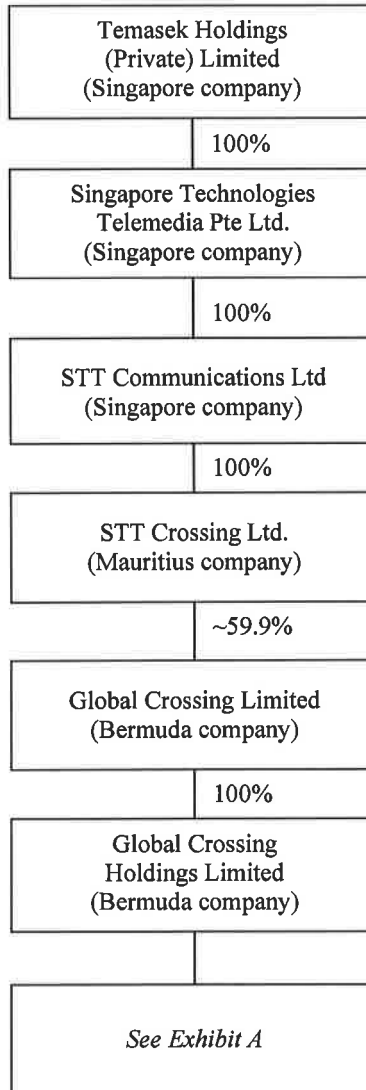 Temasek Holdings
(Private) Limited
(Singapore company)
100%
Singapore Technologies
Telemedia Pte Ltd.
(Singapore company)
100%
STT Communications Ltd
(Singapore company)
100%
STT Crossing Ltd.
(Mauritius company)
~59.9%
Global Crossing Limited
(Bermuda company)
100%
Global Crossing
Holdings Limited
(Bermuda company)
See Exhibit A